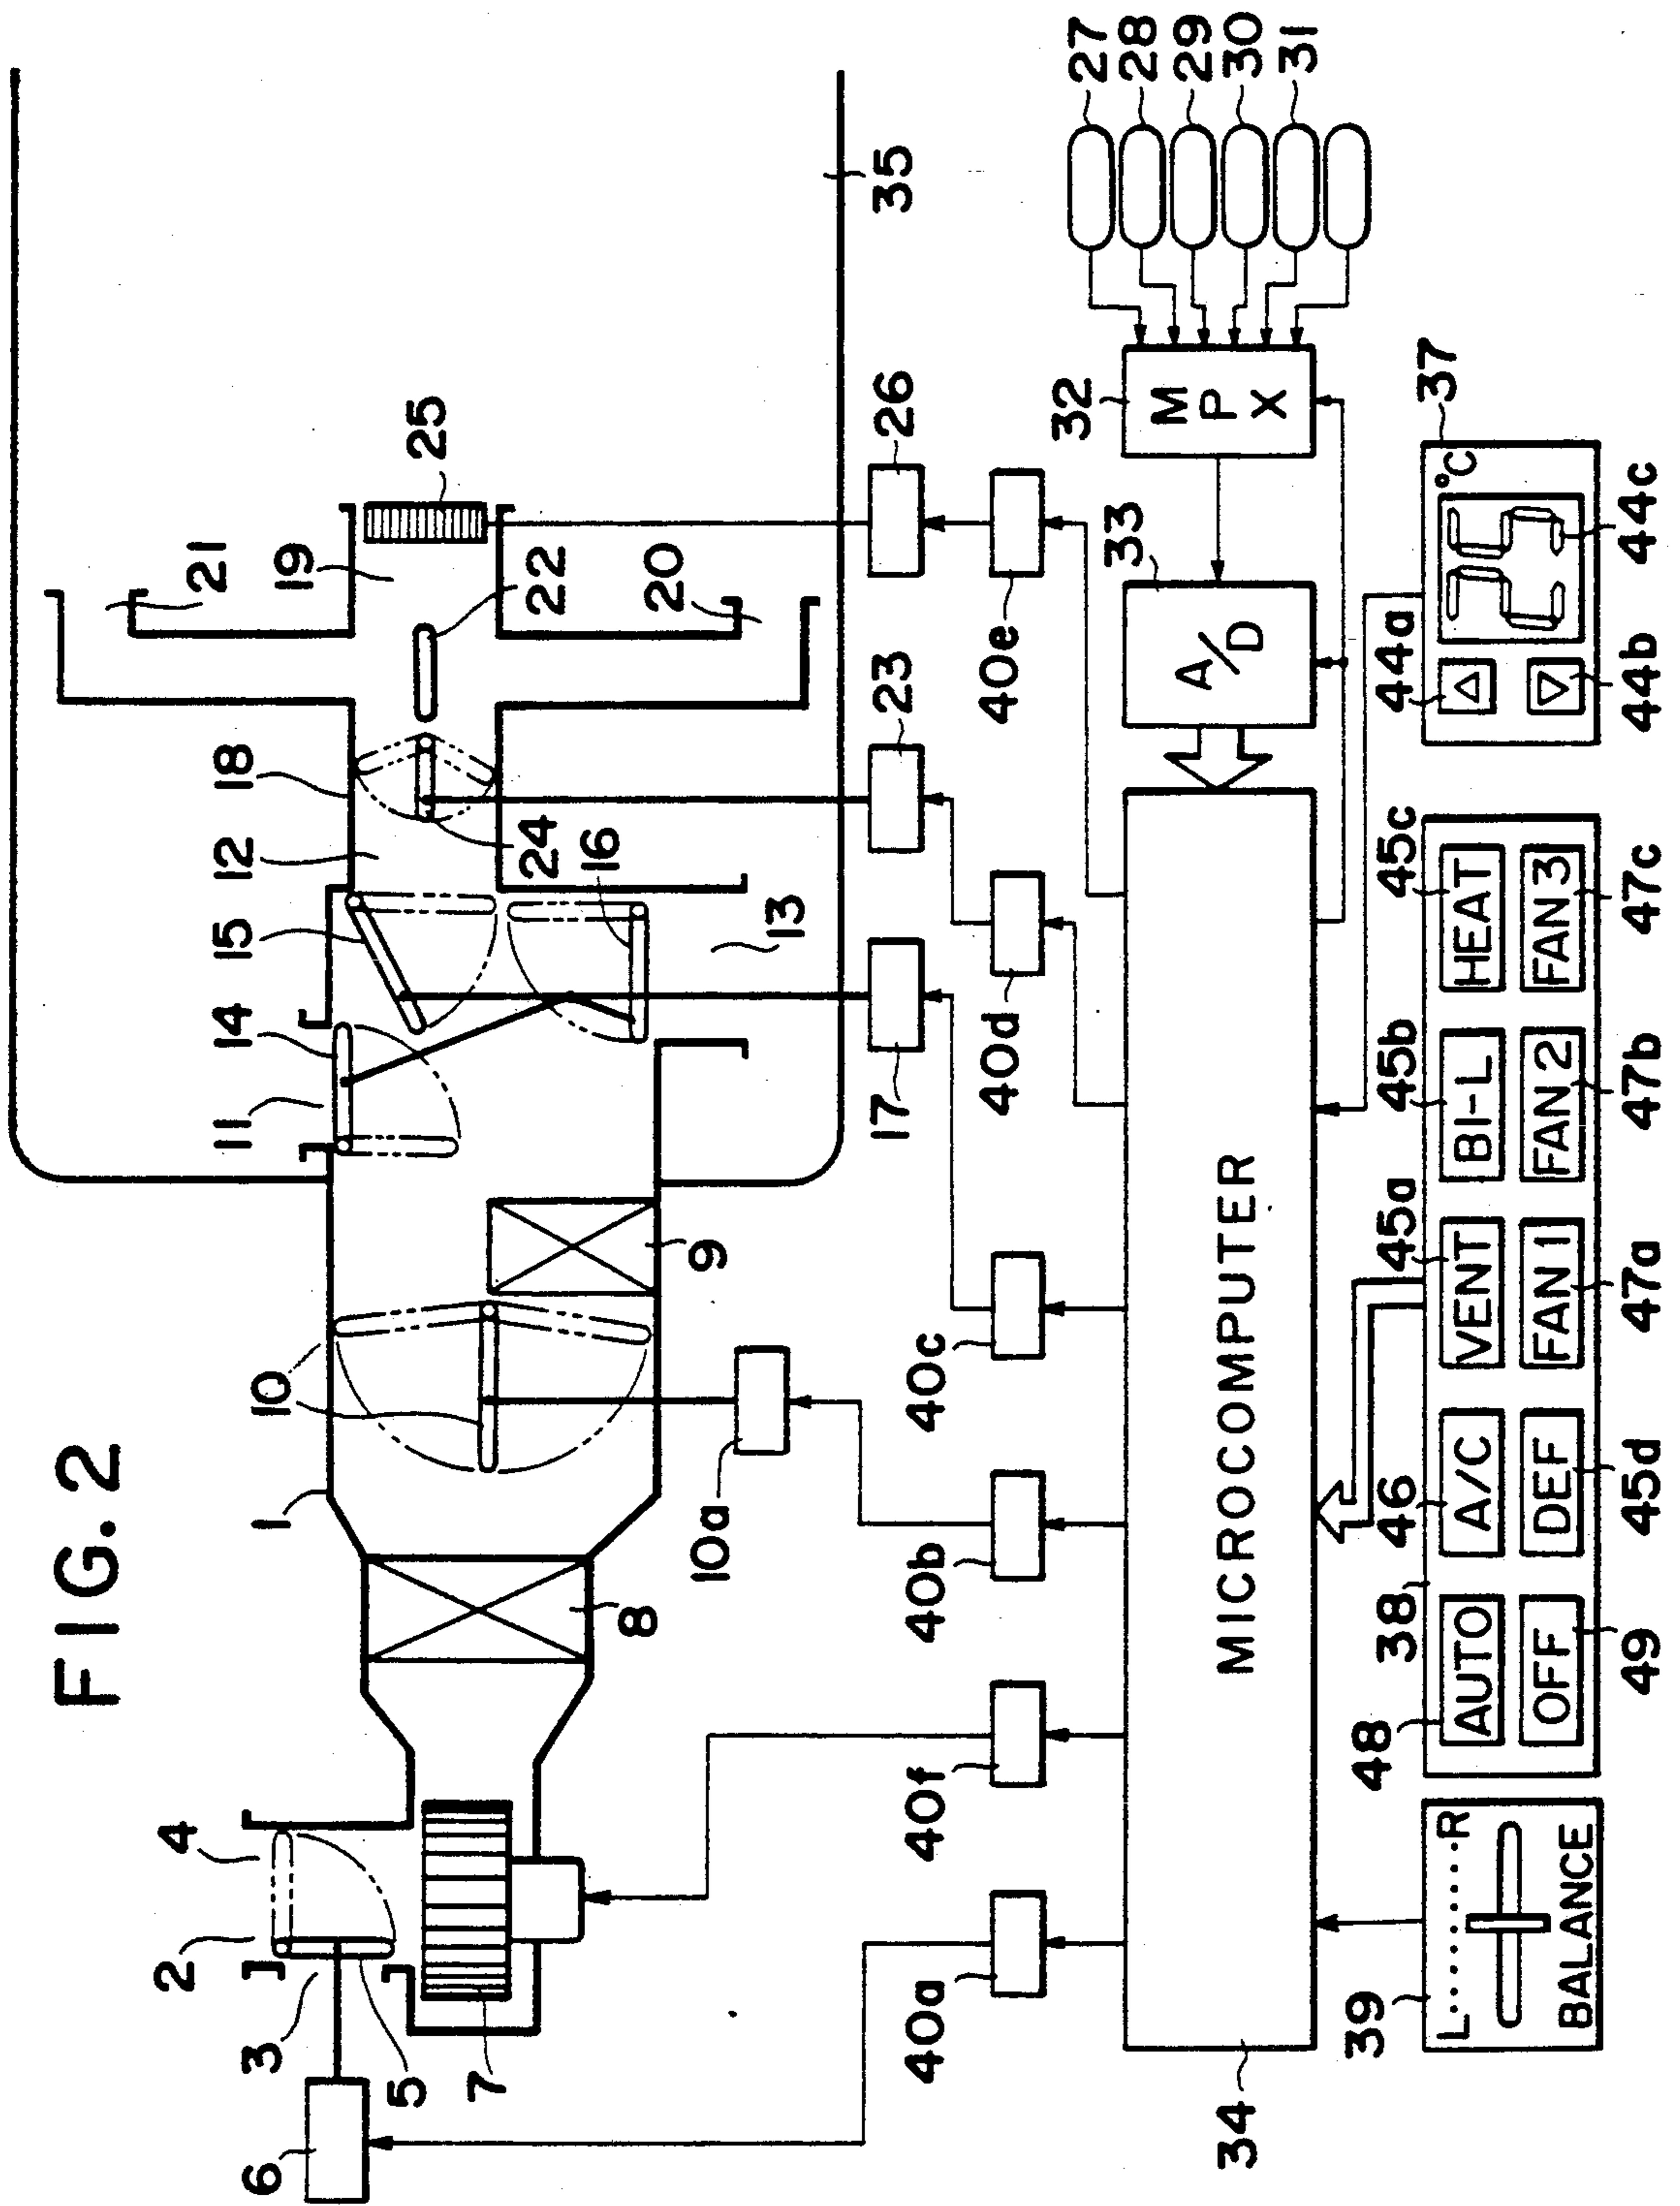 FIG. 2
21
25
19
22
20
18
12
24
15
16
14
13
11
10
1
9
8
10a
4
2
3
5
7
6
35
26
23
17
40e
40d
40c
40b
40f
40a
27
28
29
30
31
32
MPX
33
A/D
MICROCOMPUTER
34
37
°C
25
44a
44b
44c
38
48
AUTO
46
A/C
45a
VENT
45b
BI-L
45c
HEAT
OFF
49
DEF
45d
FAN 1
47a
FAN 2
47b
FAN 3
47c
39
L.......R
BALANCE